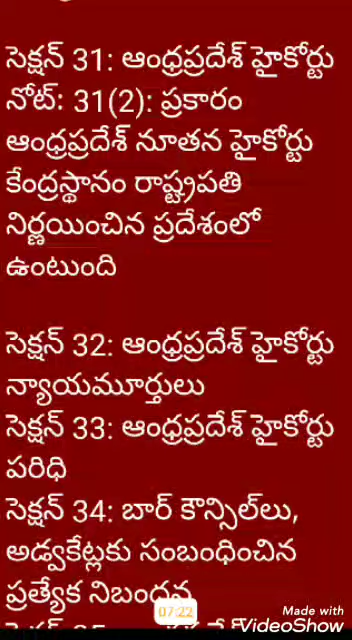 సెక్షన్ 31: ఆంధ్రప్రదేశ్ హైకోర్టు
నోట్: 31(2): ప్రకారం
ఆంధ్రప్రదేశ్ నూతన హైకోర్టు
కేంద్రస్థానం రాష్ట్రపతి
నిర్ణయించిన ప్రదేశంలో
ఉంటుంది
సెక్షన్ 32: ఆంధ్రప్రదేశ్ హైకోర్టు
న్యాయమూర్తులు
సెక్షన్ 33: ఆంధ్రప్రదేశ్ హైకోర్టు
పరిధి
సెక్షన్ 34: బార్ కౌన్సిల్‌లు,
అడ్వకేట్లకు సంబంధించిన
ప్రత్యేక నిబంధన
07:22
Made with
VideoShow